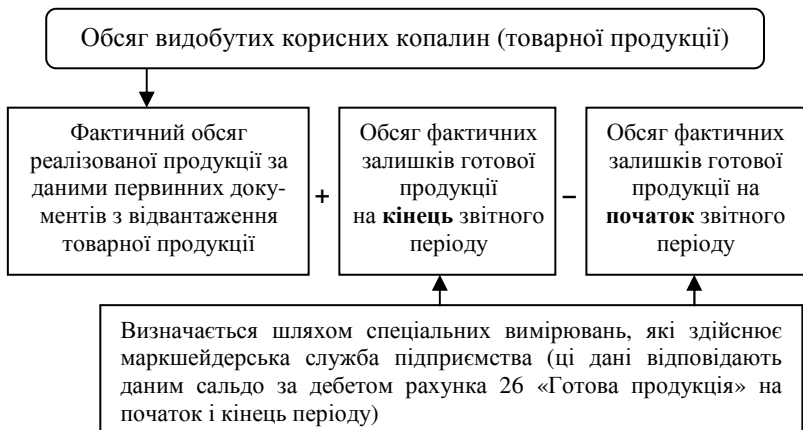 Обсяг видобутих корисних копалин (товарної продукції)
Фактичний обсяг
реалізованої продукції за
даними первинних доку-
ментів з відвантаження
товарної продукції
+
Обсяг фактичних
залишків готової
продукції
на кінець звітного
періоду
–
Обсяг фактичних
залишків готової
продукції на
початок звітного
періоду
Визначається шляхом спеціальних вимірювань, які здійснює
маркшейдерська служба підприємства (ці дані відповідають
даним сальдо за дебетом рахунка 26 «Готова продукція» на
початок і кінець періоду)